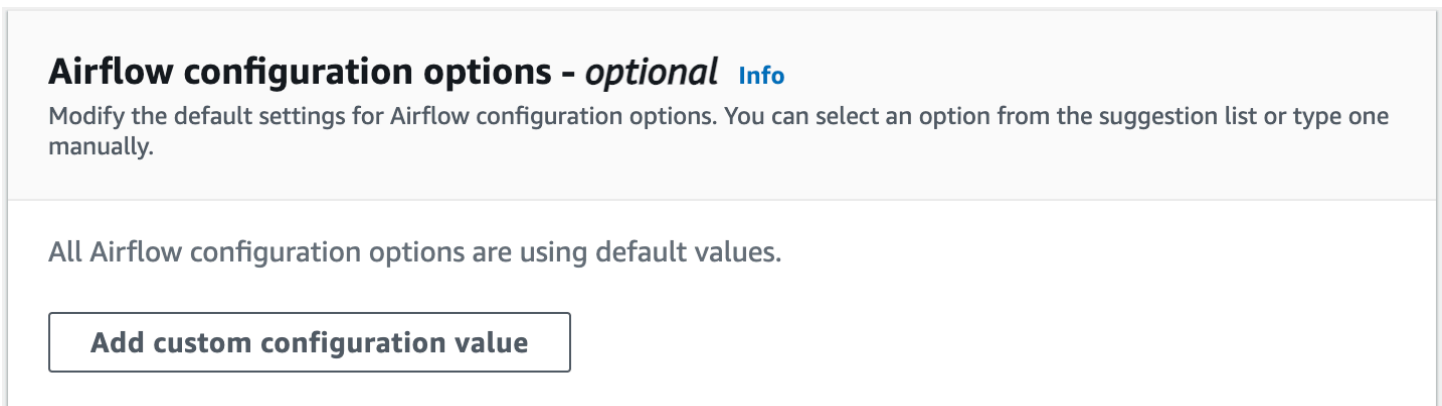 Airflow configuration options - optional Info
Modify the default settings for Airflow configuration options. You can select an option from the suggestion list or type one
manually.
All Airflow configuration options are using default values.
Add custom configuration value